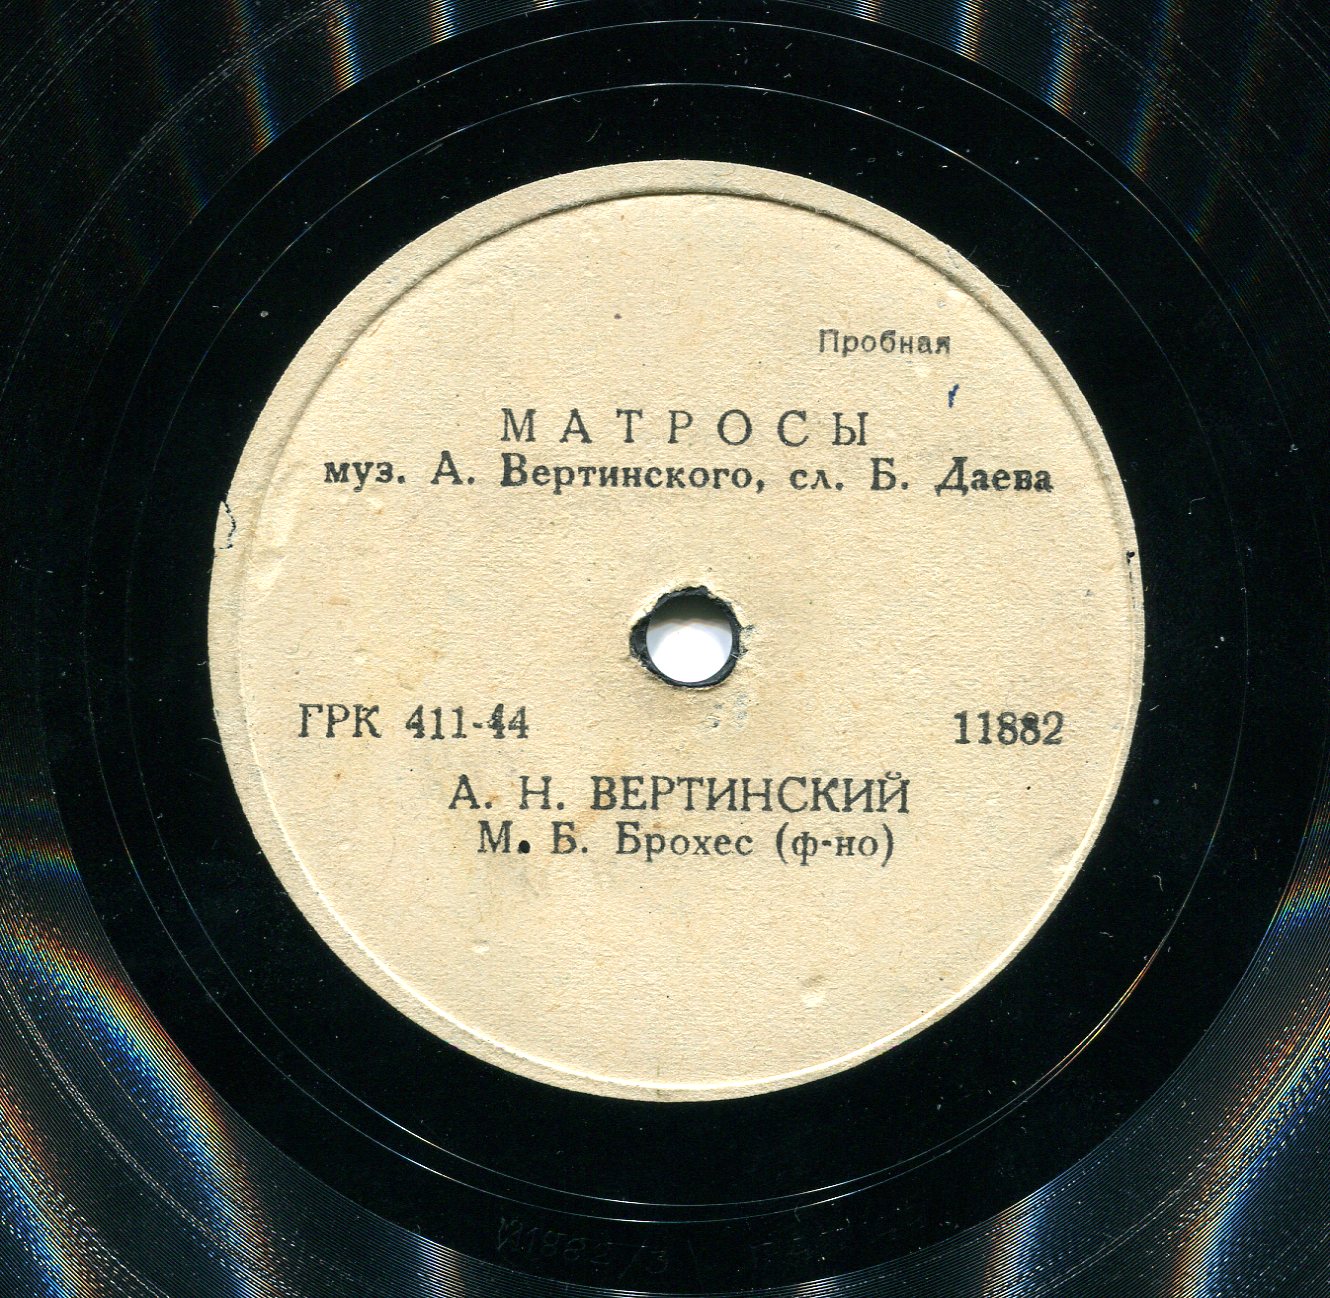 Пробная
МАТРОСЫ
муз. А. Вертинского, сл. Б. Даева
ГРК 411-44 11882
А. Н. ВЕРТИНСКИЙ
М. Б. Брохес (ф-но)